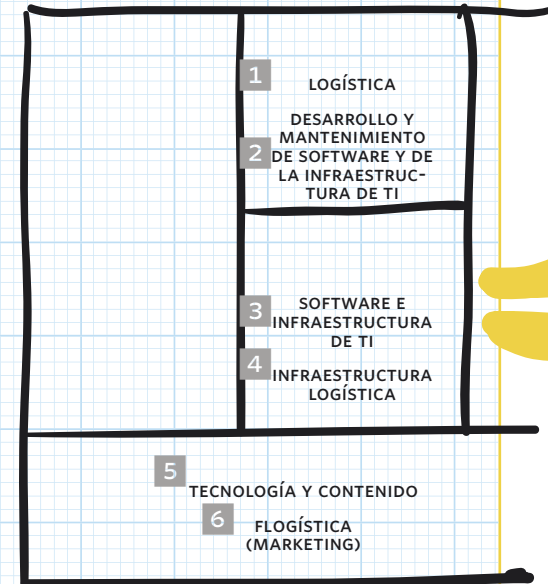 1
LOGÍSTICA
2
DESARROLLO Y
MANTENIMIENTO
DE SOFTWARE Y DE
LA INFRAESTRUC-
TURA DE TI
3
SOFTWARE E
INFRAESTRUCTURA
DE TI
4
INFRAESTRUCTURA
LOGÍSTICA
5
TECNOLOGÍA Y CONTENIDO
6
FLOGÍSTICA
(MARKETING)